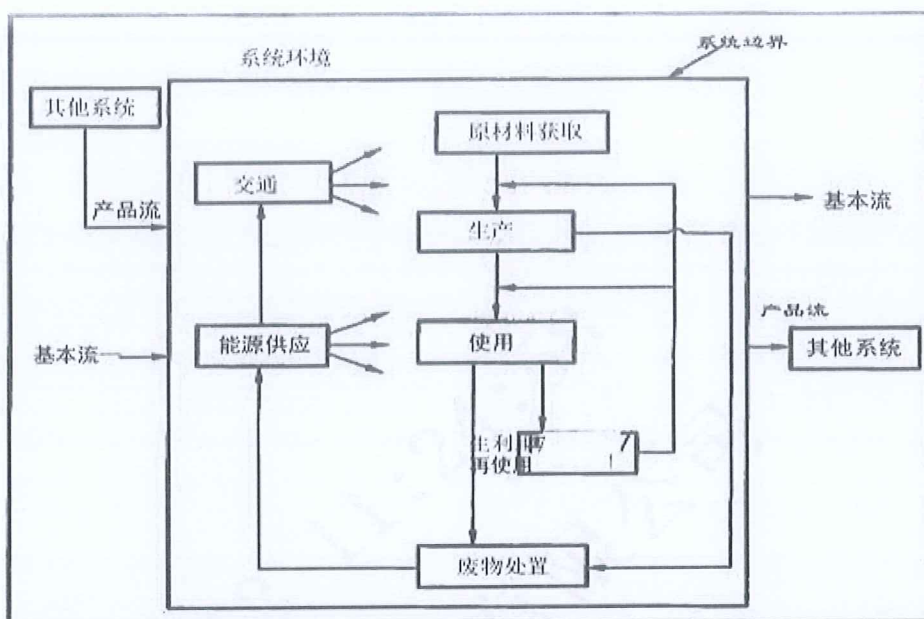 系统环境
系统边界
其他系统
原材料获取
交通
产品流
基本流
生产
产品流
能源供应
使用
基本流
其他系统
生利
再使用
废物处置